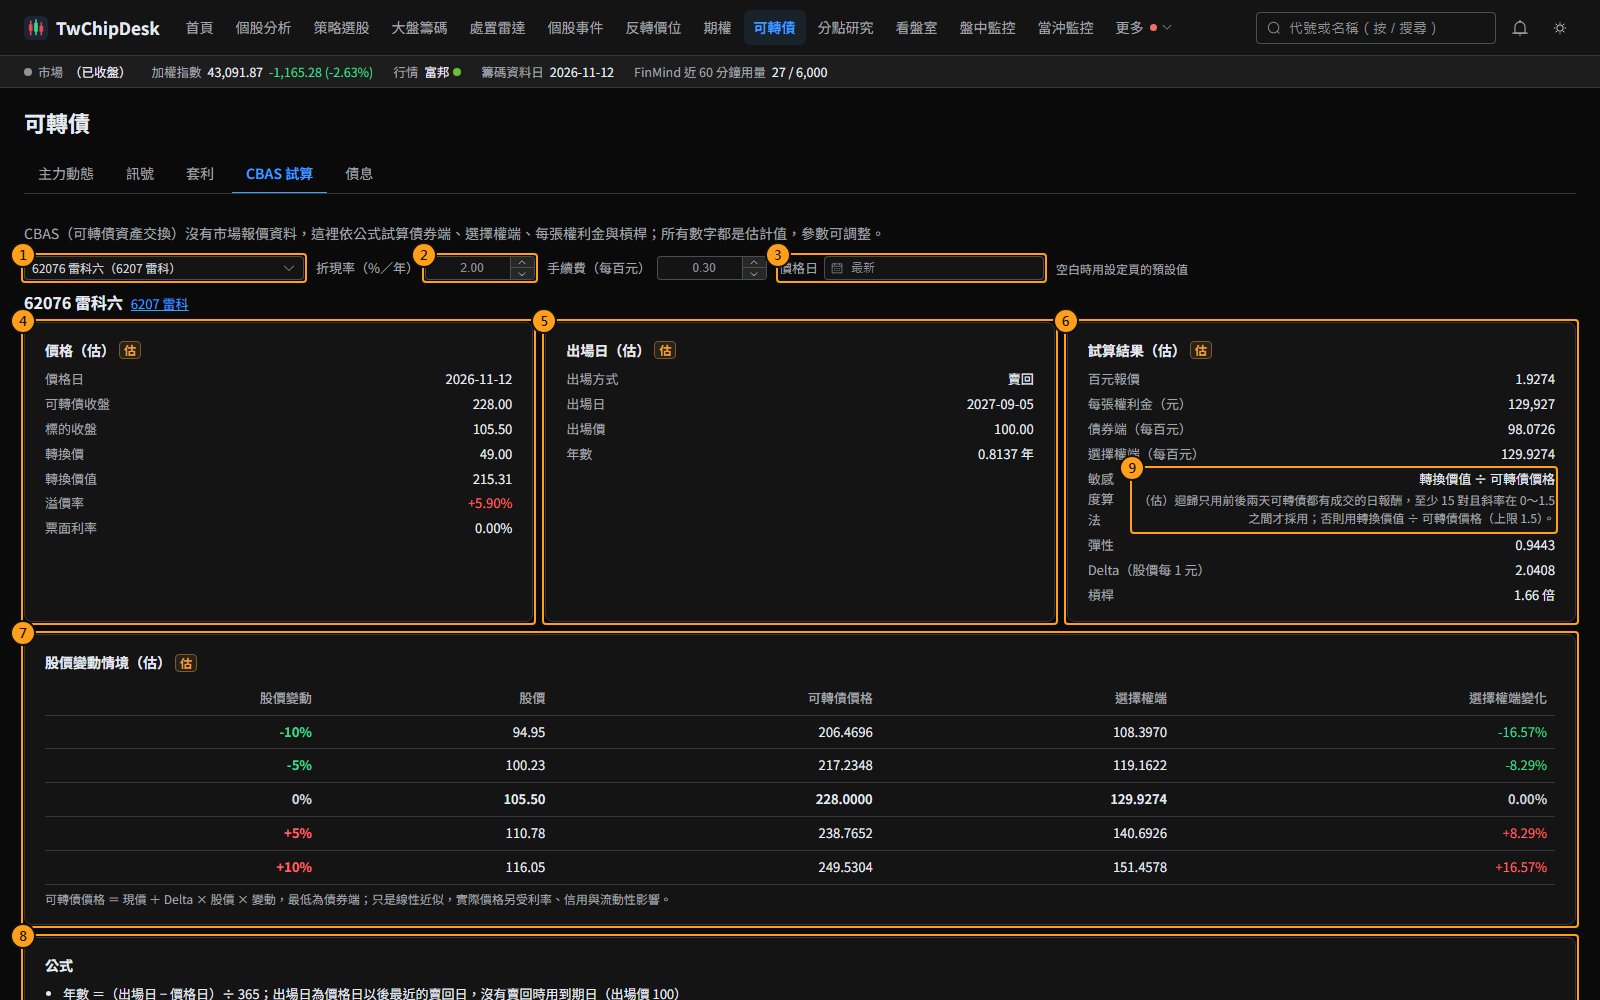 TwChipDesk 首頁 個股分析 策略選股 大盤籌碼 處置雷達 個股事件 反轉價位 期權 可轉債 分點研究 看盤室 盤中監控 當沖監控 更多 代號或名稱（按 / 搜尋）
市場 （已收盤） 加權指數 43,091.87 -1,165.28 (-2.63%) 行情 富邦 籌碼資料日 2026-11-12 FinMind 近 60 分鐘用量 27 / 6,000
可轉債
主力動態 訊號 套利 CBAS 試算 債息
CBAS（可轉債資產交換）沒有市場報價資料，這裡依公式試算債券端、選擇權端、每張權利金與槓桿；所有數字都是估計值，參數可調整。
1 2 3
62076 雷科六（6207 雷科） 折現率（%／年） 2.00 手續費（每百元） 0.30 價格日 最新 空白時用設定頁的預設值
62076 雷科六 6207 雷科
4 5 6
價格（估） 估
價格日 2026-11-12
可轉債收盤 228.00
標的收盤 105.50
轉換價 49.00
轉換價值 215.31
溢價率 +5.90%
票面利率 0.00%
出場日（估） 估
出場方式 賣回
出場日 2027-09-05
出場價 100.00
年數 0.8137 年
試算結果（估） 估
百元報價 1.9274
每張權利金（元） 129,927
債券端（每百元） 98.0726
選擇權端（每百元） 129.9274
9
敏感度算法 轉換價值 ÷ 可轉債價格
（估）迴歸只用前後兩天可轉債都有成交的日報酬，至少 15 對且斜率在 0～1.5
之間才採用；否則用轉換價值 ÷ 可轉債價格（上限 1.5）。
彈性 0.9443
Delta（股價每 1 元） 2.0408
槓桿 1.66 倍
7
股價變動情境（估） 估
股價變動 股價 可轉債價格 選擇權端 選擇權端變化
-10% 94.95 206.4696 108.3970 -16.57%
-5% 100.23 217.2348 119.1622 -8.29%
0% 105.50 228.0000 129.9274 0.00%
+5% 110.78 238.7652 140.6926 +8.29%
+10% 116.05 249.5304 151.4578 +16.57%
可轉債價格 ＝ 現價 ＋ Delta × 股價 × 變動，最低為債券端；只是線性近似，實際價格另受利率、信用與流動性影響。
8
公式
• 年數 ＝（出場日 − 價格日）÷ 365；出場日為價格日以後最近的賣回日，沒有賣回時用到期日（出場價 100）